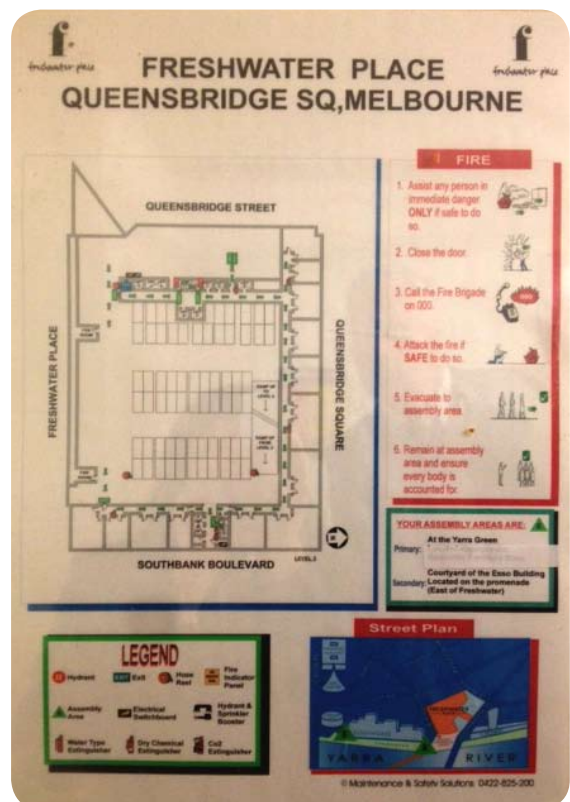 freshwater place
freshwater place
FRESHWATER PLACE
QUEENSBRIDGE SQ,MELBOURNE
QUEENSBRIDGE STREET
FRESHWATER PLACE
QUEENSBRIDGE SQUARE
SOUTHBANK BOULEVARD
LEVEL 2
FIRE
1. Assist any person in
immediate danger
ONLY if safe to do
so.
2. Close the door.
3. Call the Fire Brigade
on 000.
4. Attack the fire if
SAFE to do so.
5. Evacuate to
assembly area.
6. Remain at assembly
area and ensure
every body is
accounted for.
YOUR ASSEMBLY AREAS ARE:
Primary: At the Yarra Green
Secondary: Courtyard of the Esso Building
Located on the promenade
(East of Freshwater)
LEGEND
Hydrant
EXIT Exit
Hose
Reel
Fire
Indicator
Panel
Assembly
Area
Electrical
Switchboard
Hydrant &
Sprinkler
Booster
Water Type
Extinguisher
Dry Chemical
Extinguisher
Co2
Extinguisher
Street Plan
FRESHWATER
YARRA RIVER
© Maintenance & Safety Solutions 0422-825-200